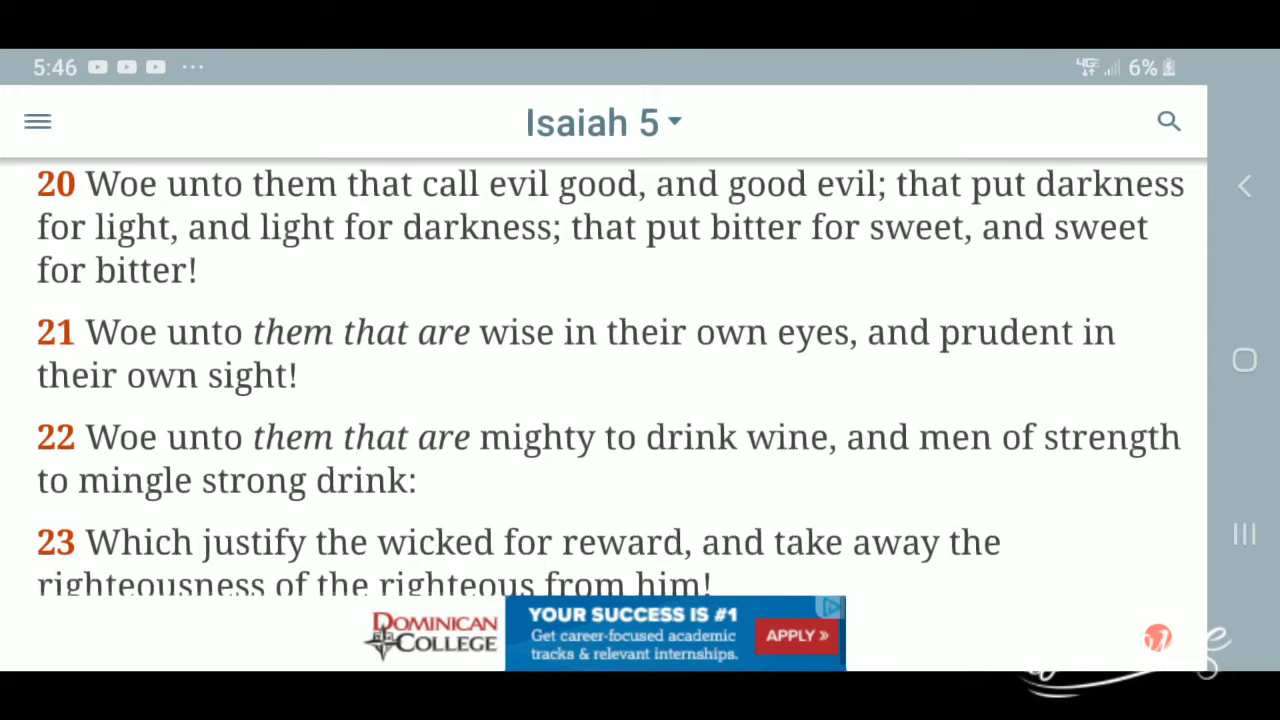 5:46
4G 6%
Isaiah 5
20 Woe unto them that call evil good, and good evil; that put darkness
for light, and light for darkness; that put bitter for sweet, and sweet
for bitter!
21 Woe unto them that are wise in their own eyes, and prudent in
their own sight!
22 Woe unto them that are mighty to drink wine, and men of strength
to mingle strong drink:
23 Which justify the wicked for reward, and take away the
righteousness of the righteous from him!
DOMINICAN
COLLEGE
YOUR SUCCESS IS #1
Get career-focused academic
tracks & relevant internships.
APPLY »